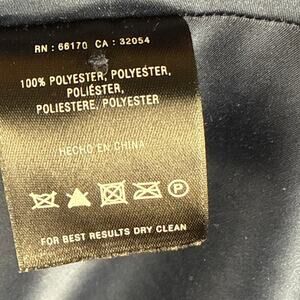 RN : 66170 CA : 32054
100% POLYESTER, POLYESTER,
POLIÉSTER,
POLIESTERE, POLYESTER
HECHO EN CHINA
P
FOR BEST RESULTS DRY CLEAN